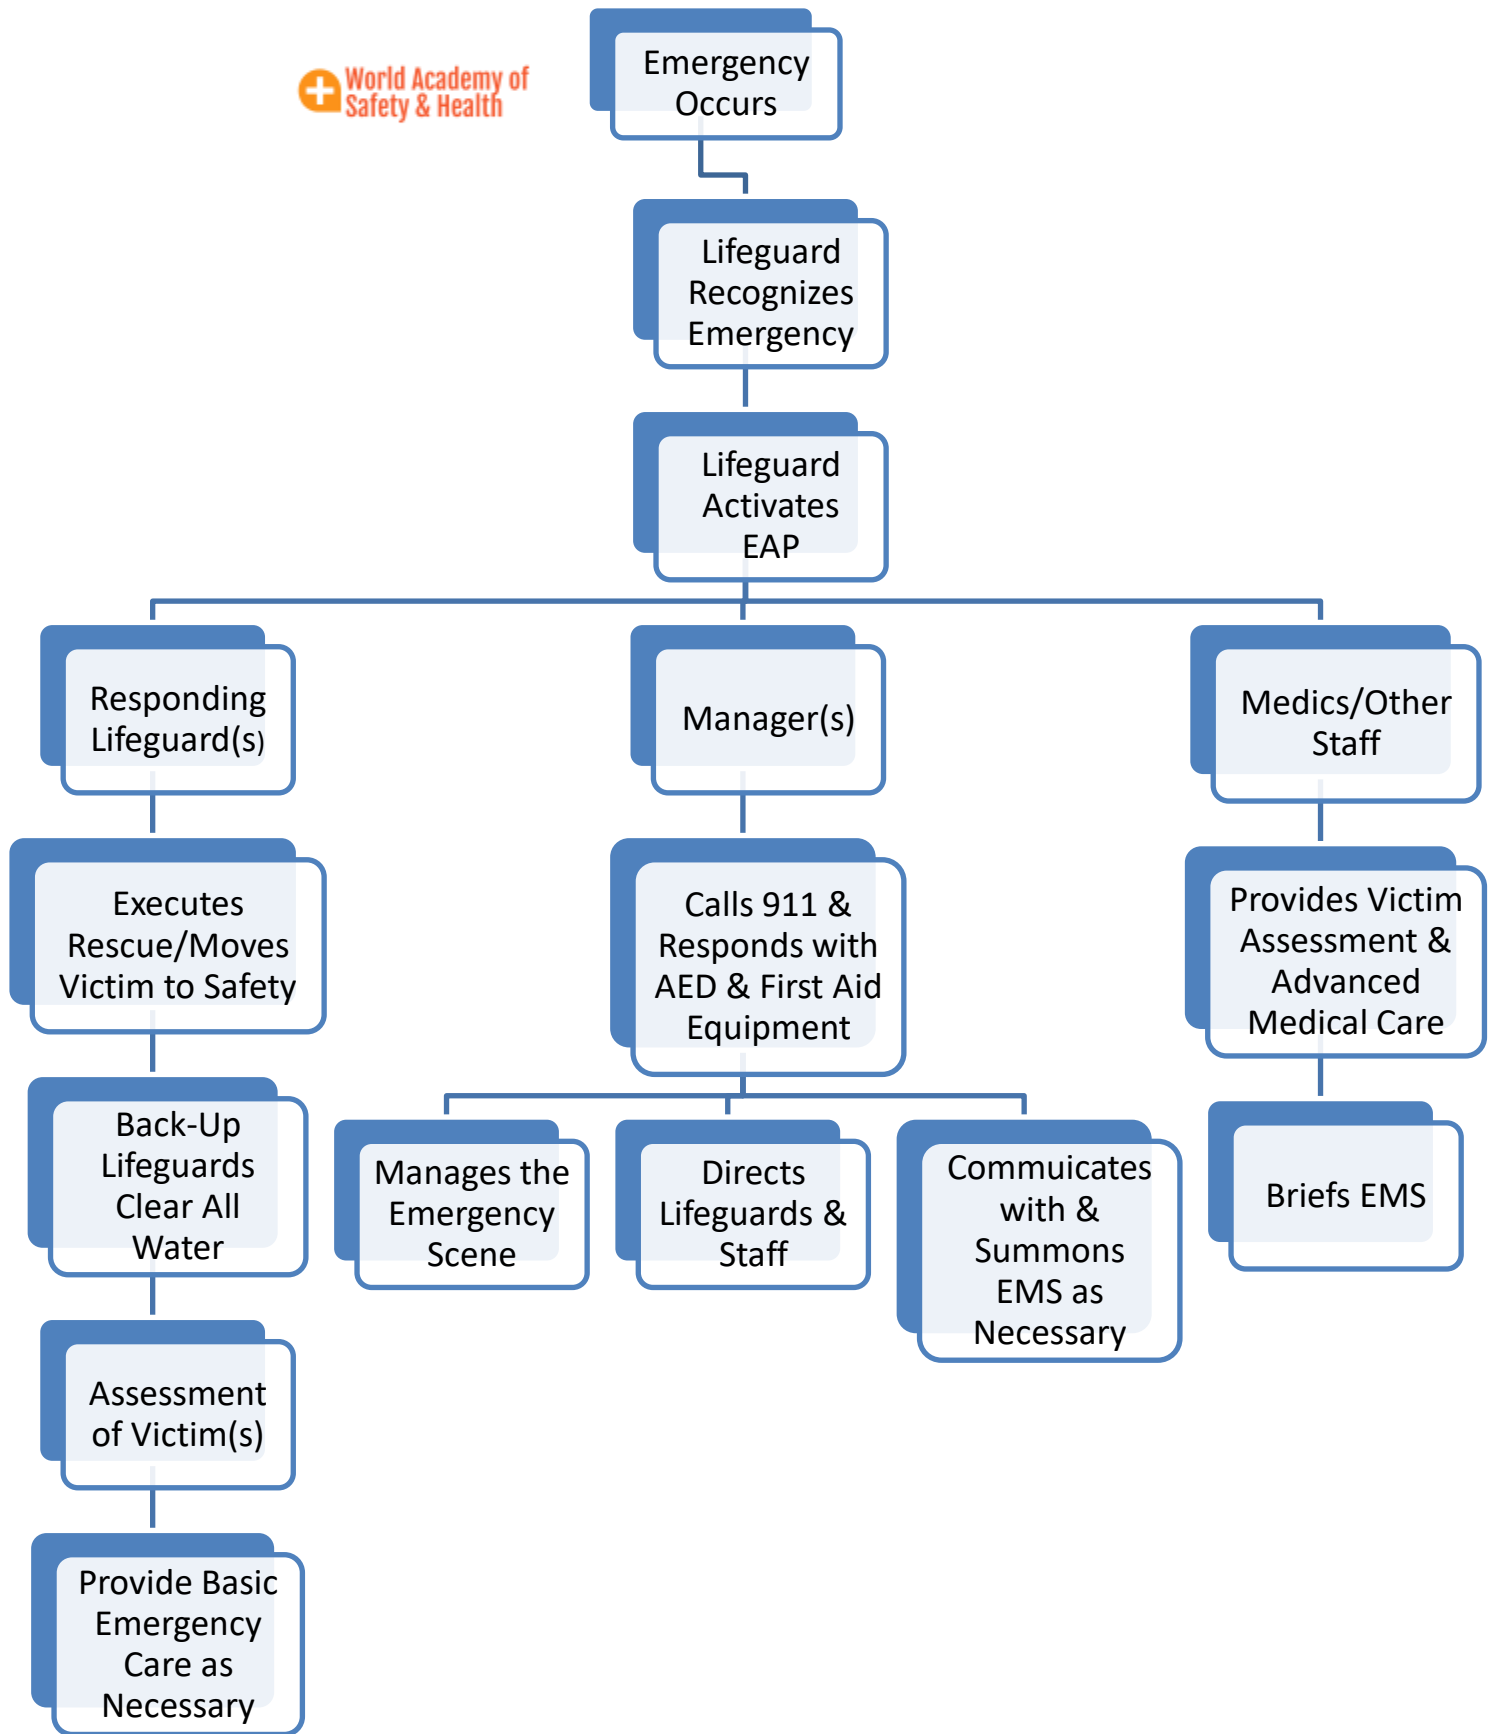 World Academy of
Safety & Health
Emergency
Occurs
Lifeguard
Recognizes
Emergency
Lifeguard
Activates
EAP
Responding
Lifeguard(s)
Manager(s)
Medics/Other
Staff
Executes
Rescue/Moves
Victim to Safety
Calls 911 &
Responds with
AED & First Aid
Equipment
Provides Victim
Assessment &
Advanced
Medical Care
Back-Up
Lifeguards
Clear All
Water
Manages the
Emergency
Scene
Directs
Lifeguards &
Staff
Commuicates
with &
Summons
EMS as
Necessary
Briefs EMS
Assessment
of Victim(s)
Provide Basic
Emergency
Care as
Necessary